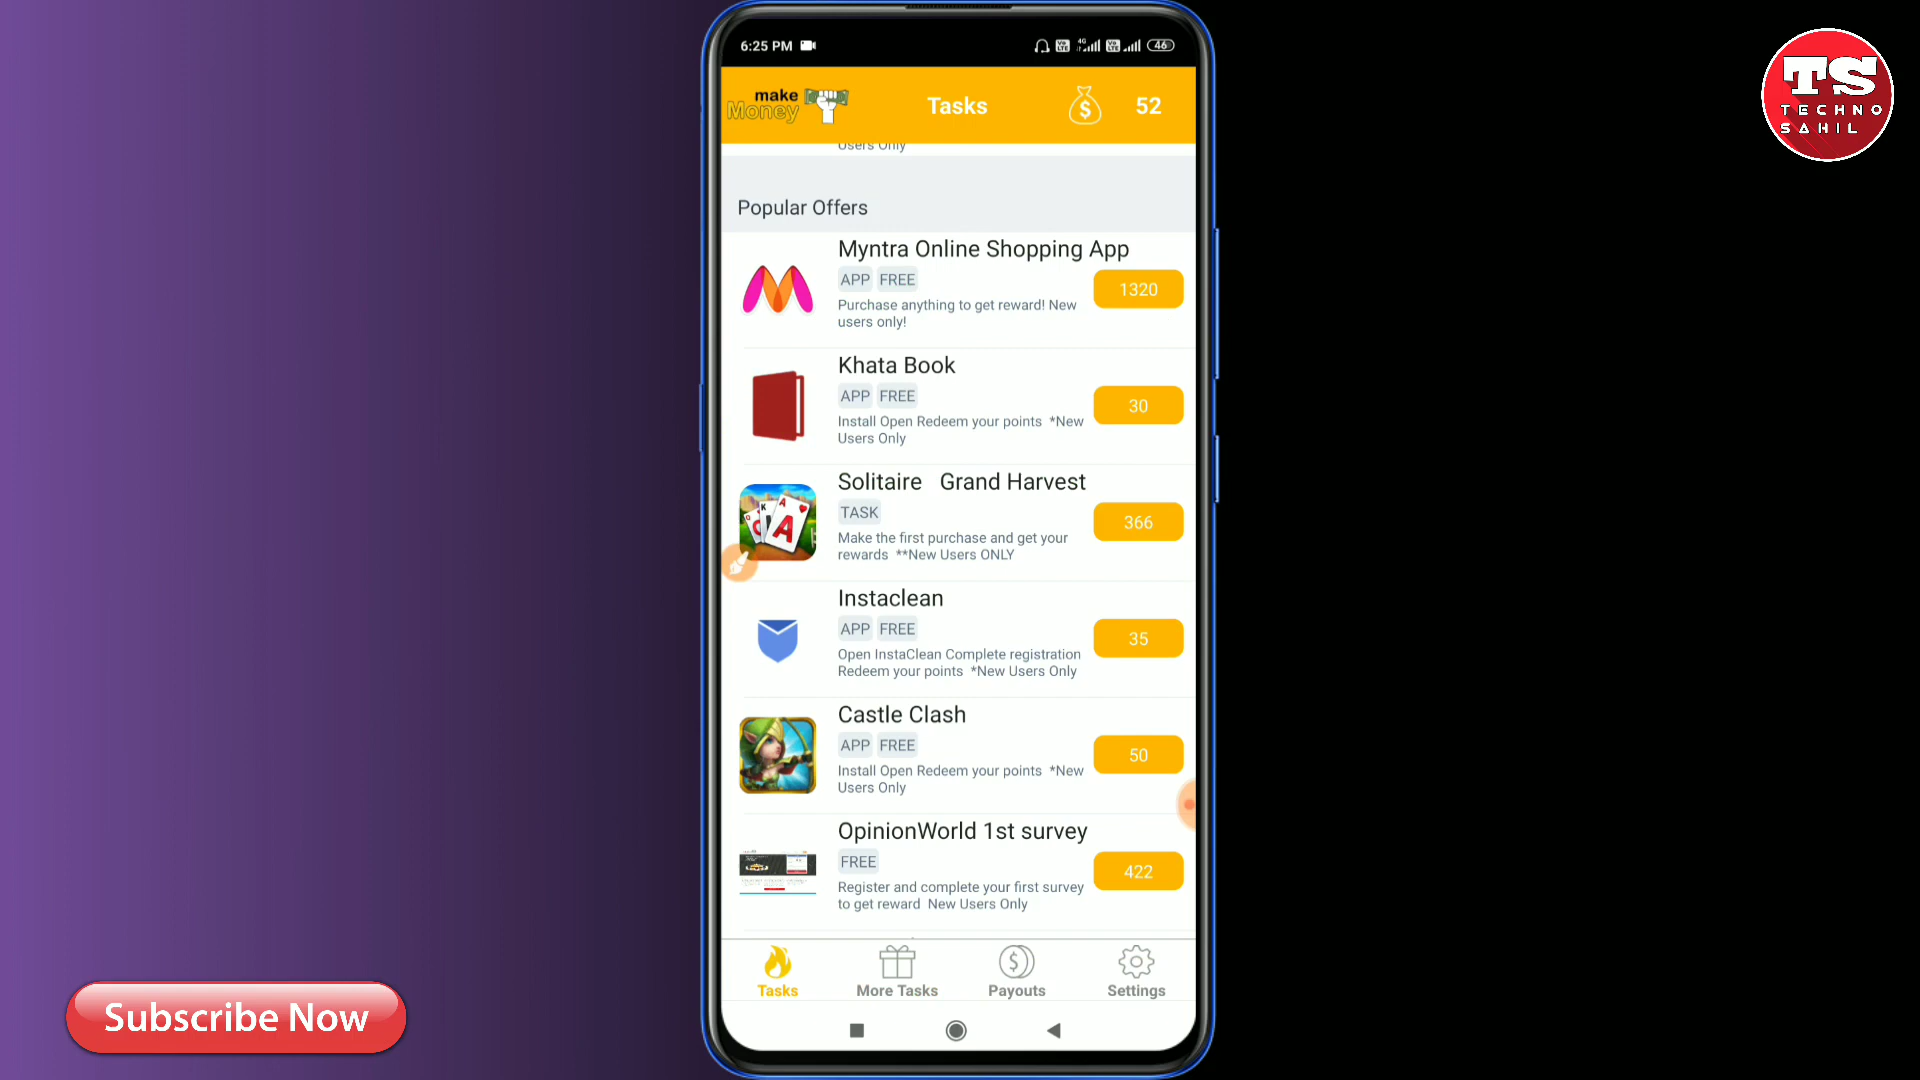 6:25 PM
4G
46
make
Money
Tasks
52
Users Only
Popular Offers
Myntra Online Shopping App
APP FREE
Purchase anything to get reward! New
users only!
1320
Khata Book
APP FREE
Install Open Redeem your points *New
Users Only
30
Solitaire Grand Harvest
TASK
Make the first purchase and get your
rewards **New Users ONLY
366
Instaclean
APP FREE
Open InstaClean Complete registration
Redeem your points *New Users Only
35
Castle Clash
APP FREE
Install Open Redeem your points *New
Users Only
50
OpinionWorld 1st survey
FREE
Register and complete your first survey
to get reward New Users Only
422
Tasks
More Tasks
Payouts
Settings
TS
TECHNO
SAHIL
Subscribe Now